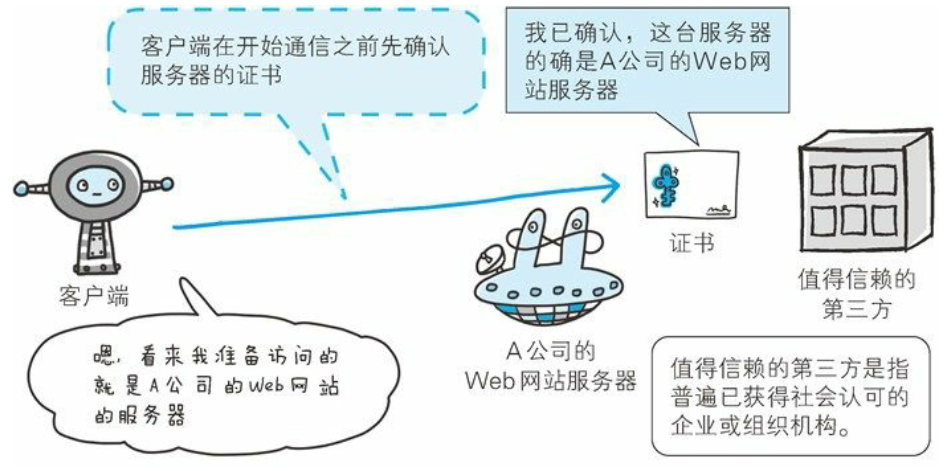 客户端在开始通信之前先确认
服务器的证书
我已确认，这台服务器
的确是A公司的Web网
站服务器
证书
客户端
值得信赖的
第三方
嗯，看来我准备访问的
就是A公司的Web网站
的服务器
A公司的
Web网站服务器
值得信赖的第三方是指
普遍已获得社会认可的
企业或组织机构。